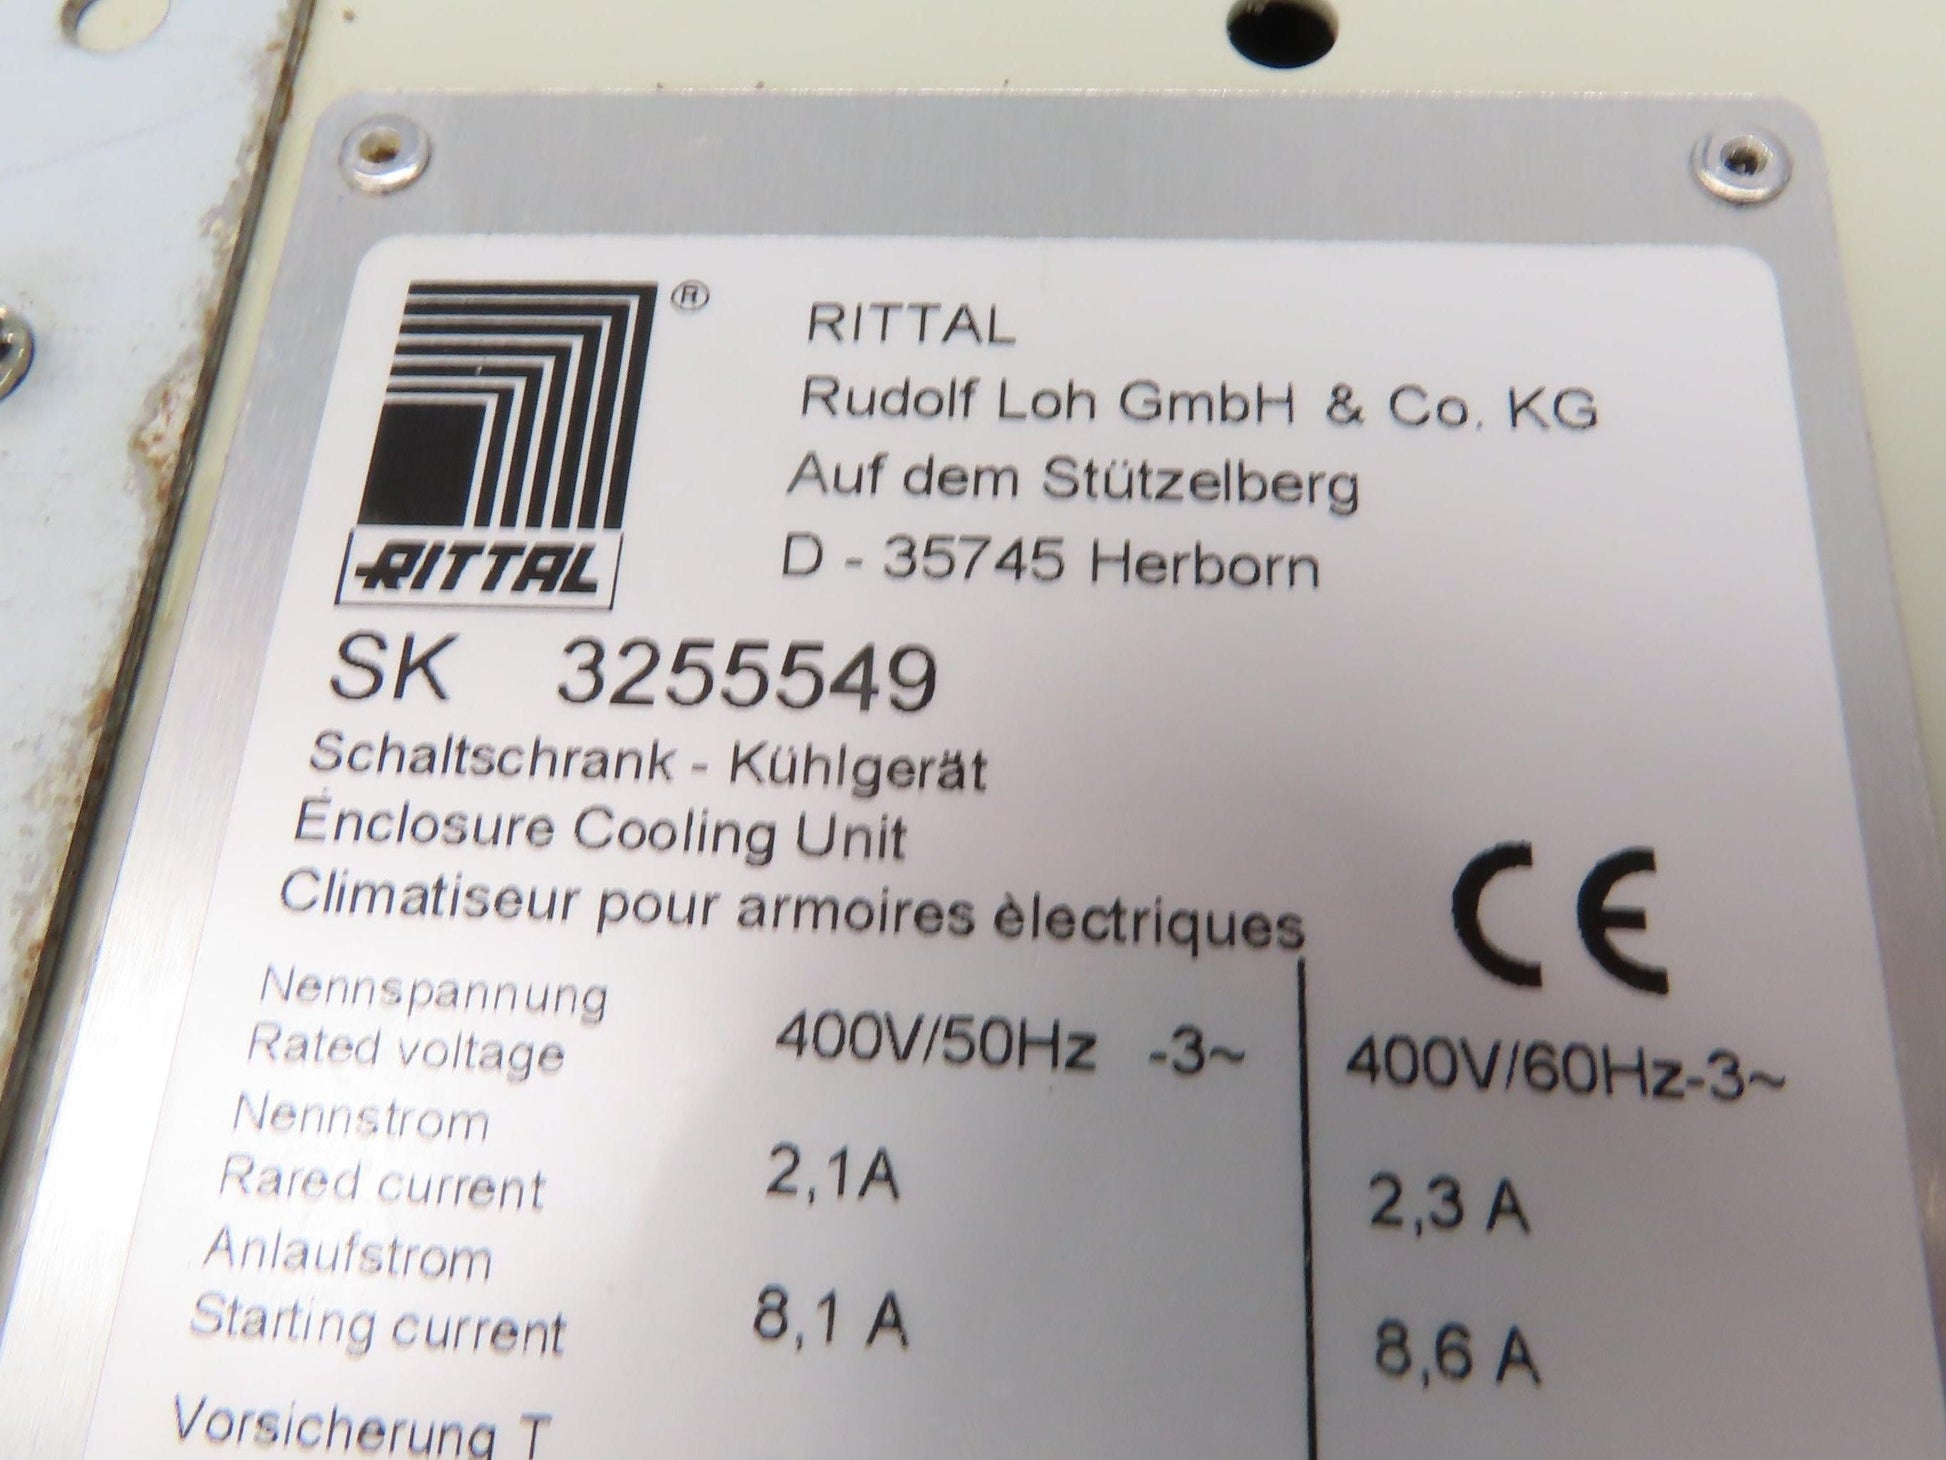 ®
RITTAL
RITTAL
Rudolf Loh GmbH & Co. KG
Auf dem Stützelberg
D - 35745 Herborn
SK 3255549
Schaltschrank - Kühlgerät
Enclosure Cooling Unit
Climatiseur pour armoires èlectriques
CE
Nennspannung
Rated voltage 400V/50Hz -3~ 400V/60Hz-3~
Nennstrom
Rared current 2,1A 2,3 A
Anlaufstrom
Starting current 8,1 A 8,6 A
Vorsicherung T